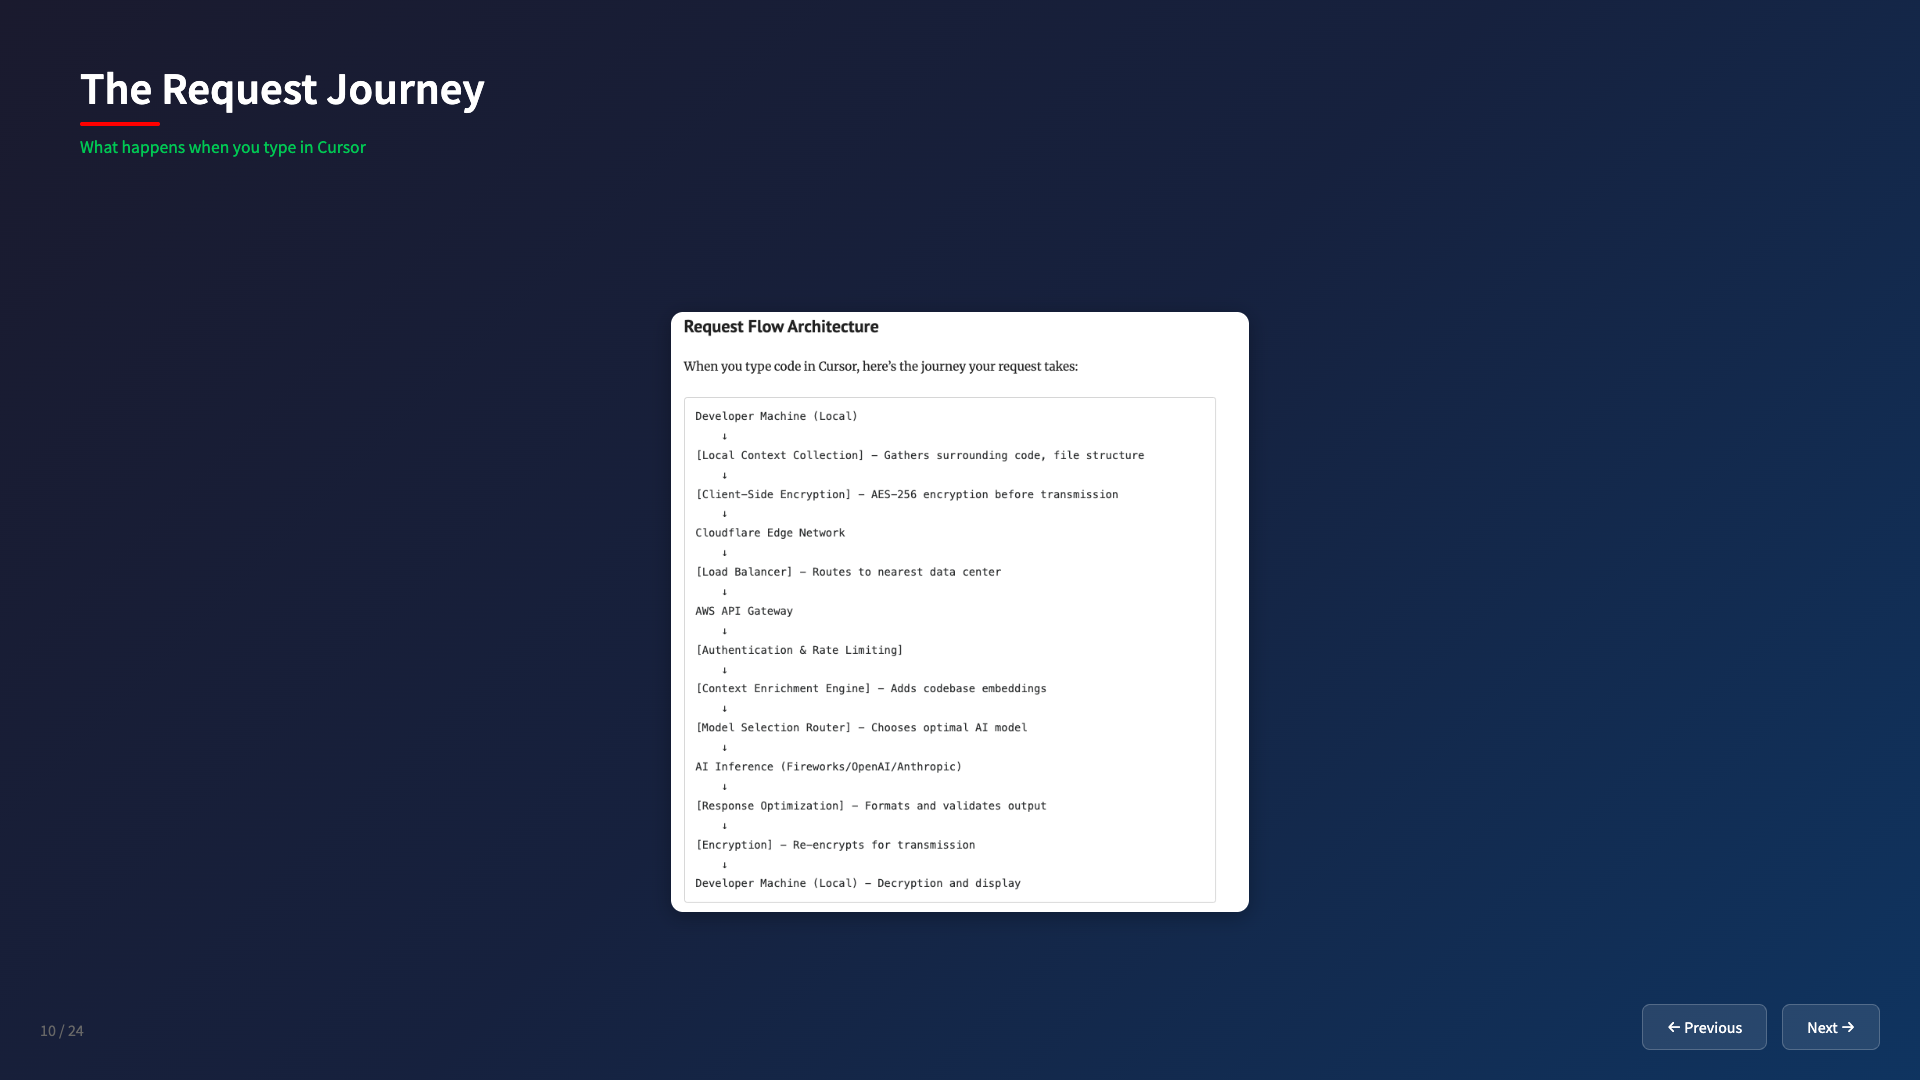 The Request Journey
What happens when you type in Cursor
Request Flow Architecture
When you type code in Cursor, here's the journey your request takes:
Developer Machine (Local)
↓
[Local Context Collection] – Gathers surrounding code, file structure
↓
[Client-Side Encryption] – AES-256 encryption before transmission
↓
Cloudflare Edge Network
↓
[Load Balancer] – Routes to nearest data center
↓
AWS API Gateway
↓
[Authentication & Rate Limiting]
↓
[Context Enrichment Engine] – Adds codebase embeddings
↓
[Model Selection Router] – Chooses optimal AI model
↓
AI Inference (Fireworks/OpenAI/Anthropic)
↓
[Response Optimization] – Formats and validates output
↓
[Encryption] – Re-encrypts for transmission
↓
Developer Machine (Local) – Decryption and display
10 / 24
← Previous
Next →